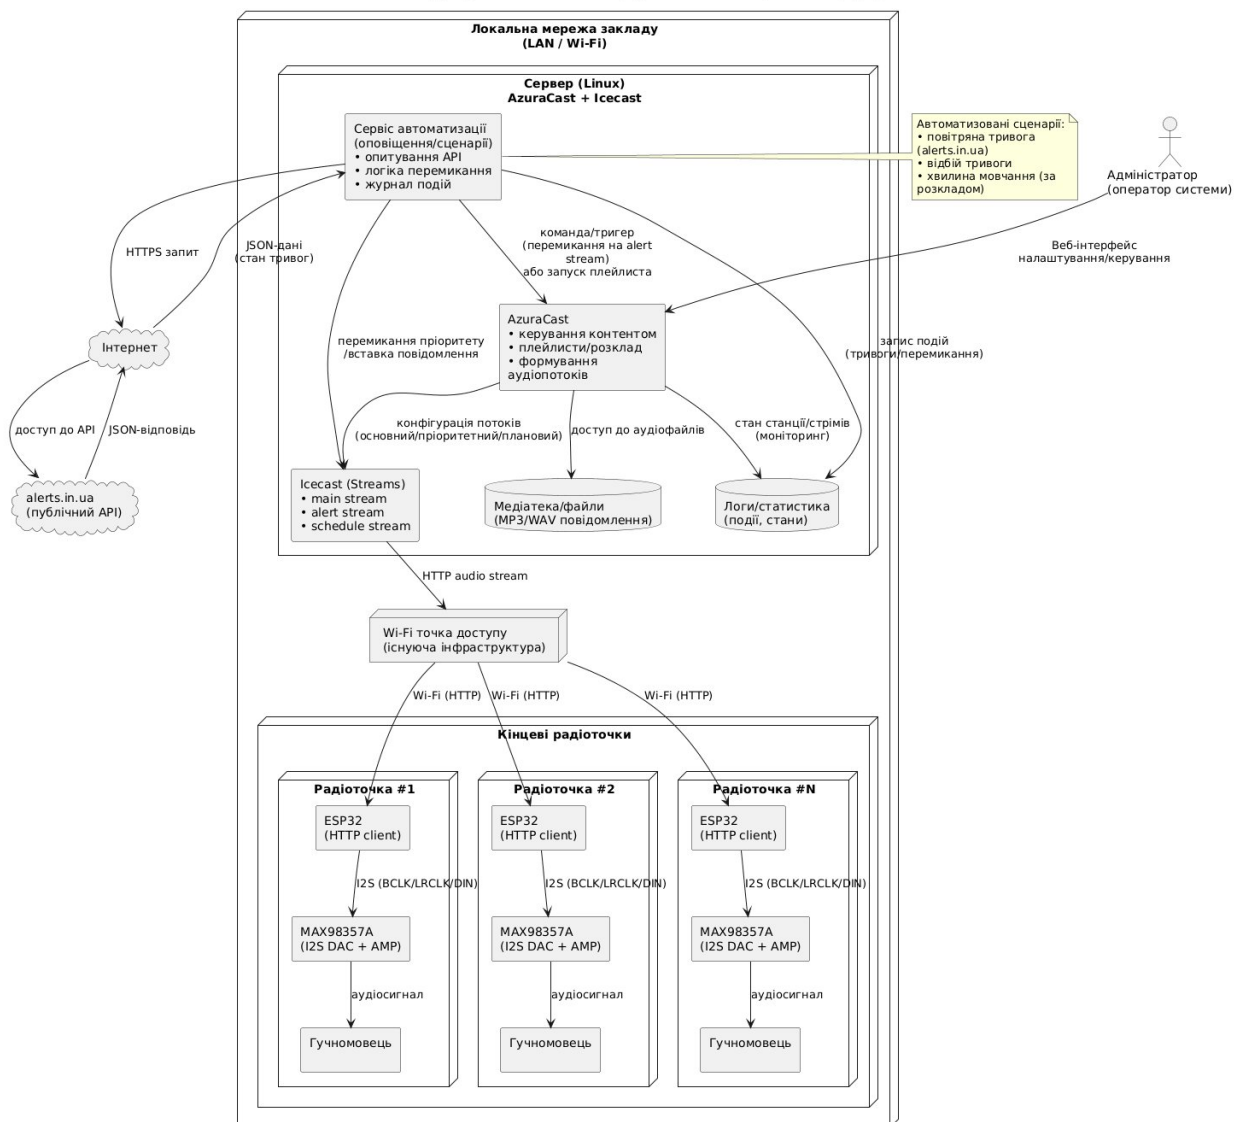 Локальна мережа закладу
(LAN / Wi-Fi)
Сервер (Linux)
AzuraCast + Icecast
Сервіс автоматизації
(оповіщення/сценарії)
• опитування API
• логіка перемикання
• журнал подій
Автоматизовані сценарії:
• повітряна тривога
(alerts.in.ua)
• відбій тривоги
• хвилина мовчання (за
розкладом)
Адміністратор
(оператор системи)
HTTPS запит
JSON-дані
(стан тривог)
команда/тригер
(перемикання на alert
stream)
або запуск плейлиста
Веб-інтерфейс
налаштування/керування
Інтернет
AzuraCast
• керування контентом
• плейлисти/розклад
• формування
аудіопотоків
перемикання пріоритету
/вставка повідомлення
запис подій
(тривоги/перемикання)
доступ до API
JSON-відповідь
конфігурація потоків
(основний/пріоритетний/плановий)
доступ до аудіофайлів
стан станції/стрімів
(моніторинг)
alerts.in.ua
(публічний API)
Icecast (Streams)
• main stream
• alert stream
• schedule stream
Медіатека/файли
(MP3/WAV повідомлення)
Логи/статистика
(події, стани)
HTTP audio stream
Wi-Fi точка доступу
(існуюча інфраструктура)
Wi-Fi (HTTP)
Wi-Fi (HTTP)
Wi-Fi (HTTP)
Кінцеві радіоточки
Радіоточка #1
Радіоточка #2
Радіоточка #N
ESP32
(HTTP client)
ESP32
(HTTP client)
ESP32
(HTTP client)
I2S (BCLK/LRCLK/DIN)
I2S (BCLK/LRCLK/DIN)
I2S (BCLK/LRCLK/DIN)
MAX98357A
(I2S DAC + AMP)
MAX98357A
(I2S DAC + AMP)
MAX98357A
(I2S DAC + AMP)
аудіосигнал
аудіосигнал
аудіосигнал
Гучномовець
Гучномовець
Гучномовець